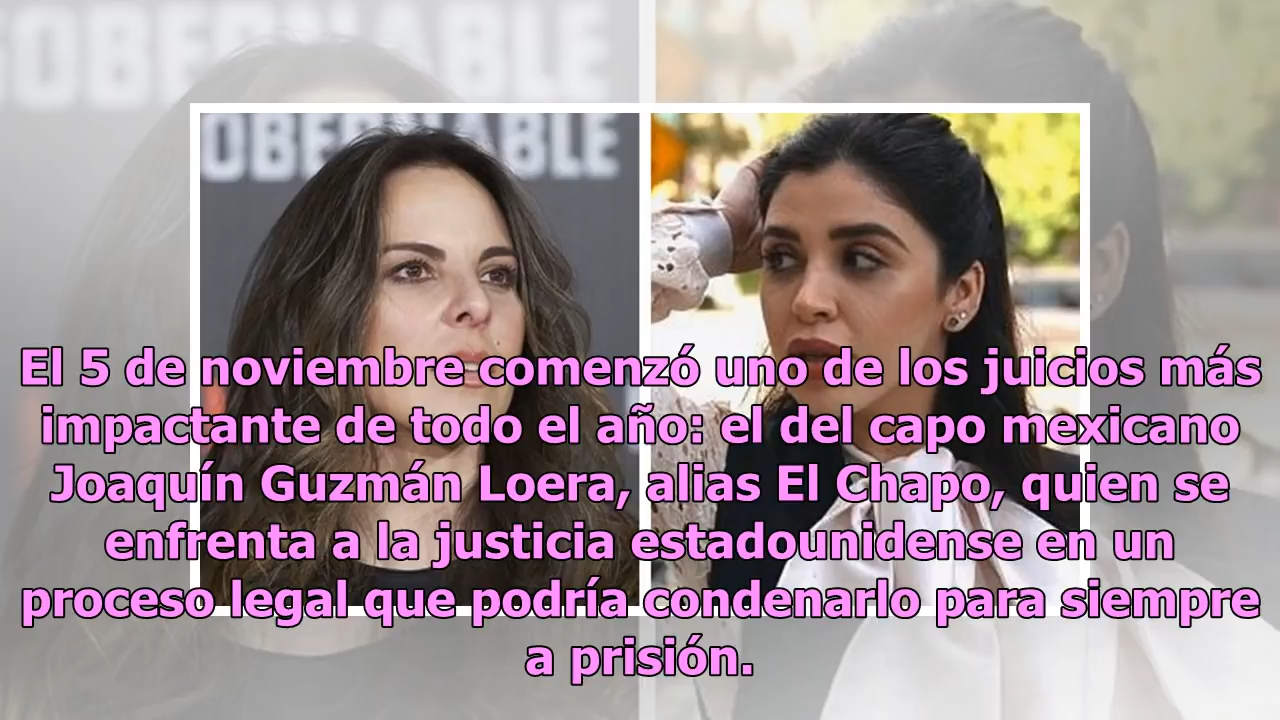 OBERNABLE
OBERNABLE
El 5 de noviembre comenzó uno de los juicios más
impactante de todo el año: el del capo mexicano
Joaquín Guzmán Loera, alias El Chapo, quien se
enfrenta a la justicia estadounidense en un
proceso legal que podría condenarlo para siempre
a prisión.